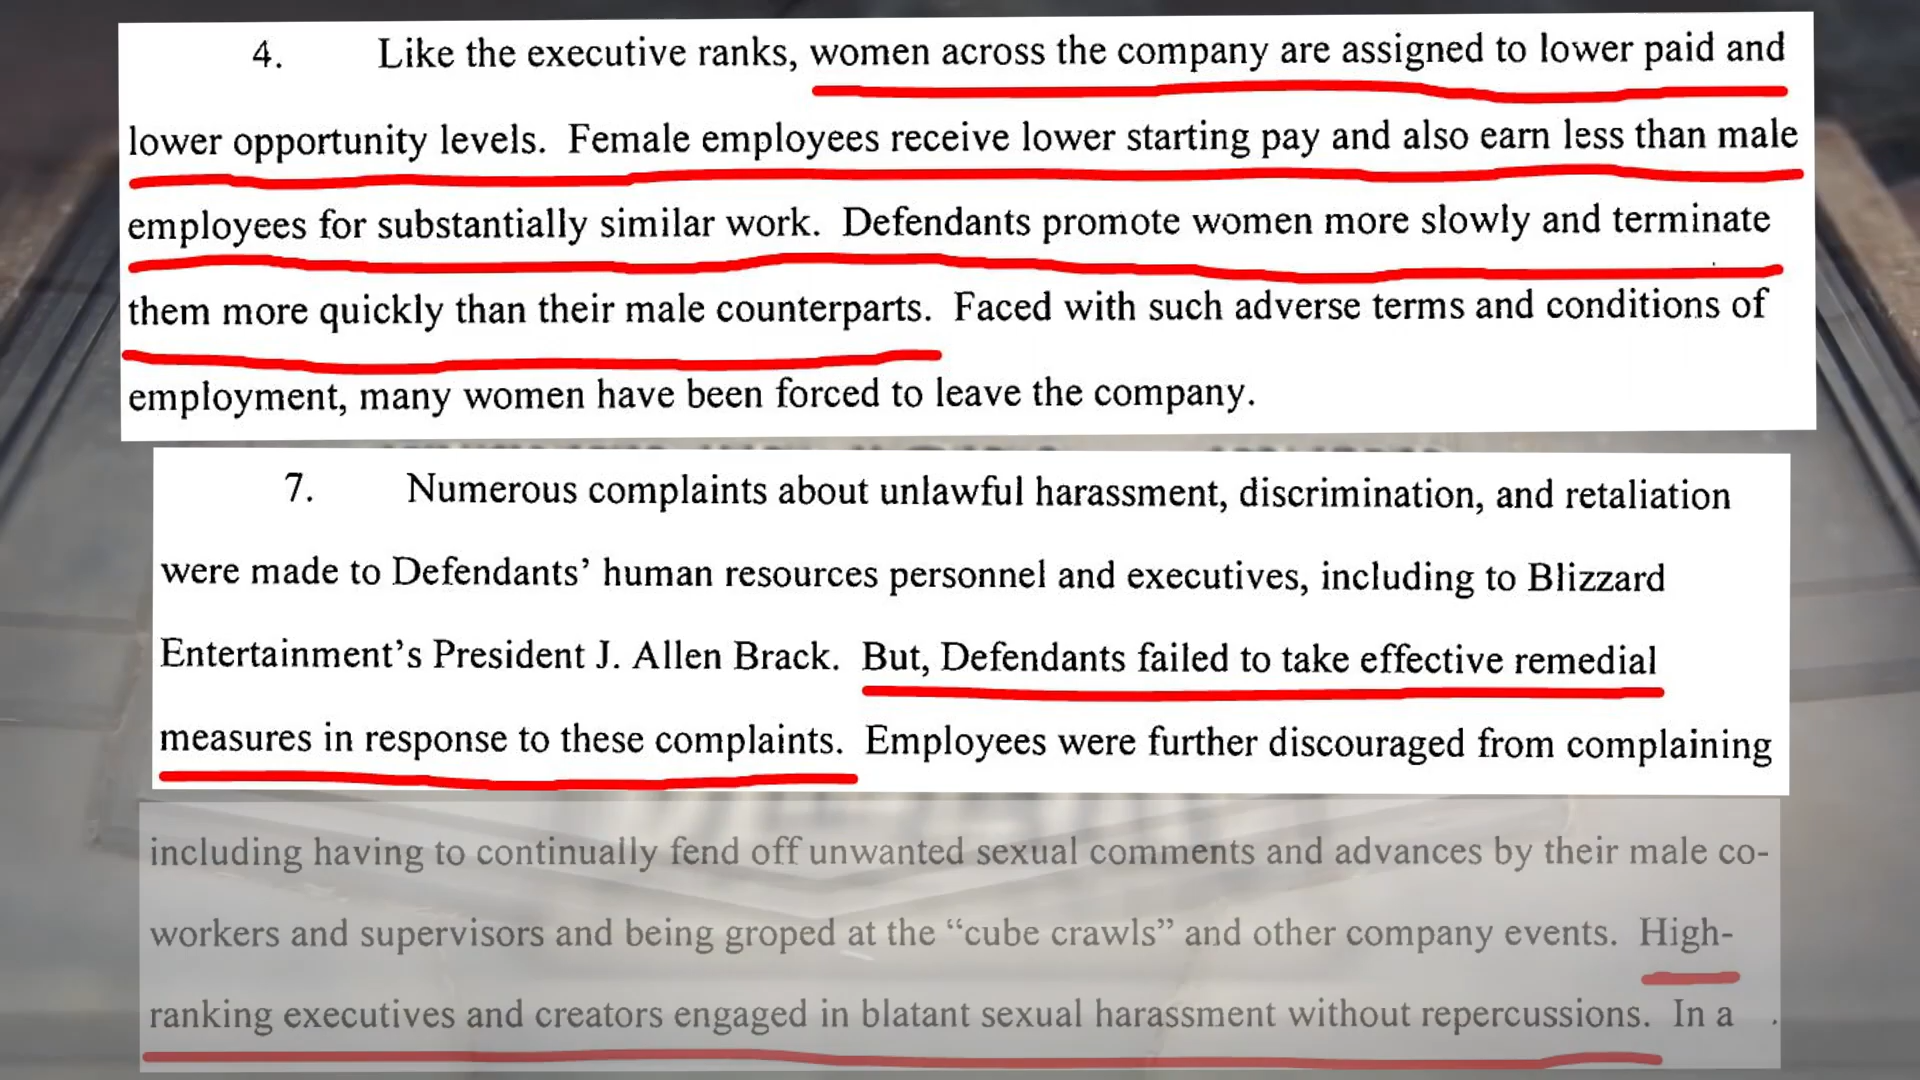 4. Like the executive ranks, women across the company are assigned to lower paid and
lower opportunity levels. Female employees receive lower starting pay and also earn less than male
employees for substantially similar work. Defendants promote women more slowly and terminate
them more quickly than their male counterparts. Faced with such adverse terms and conditions of
employment, many women have been forced to leave the company.
7. Numerous complaints about unlawful harassment, discrimination, and retaliation
were made to Defendants’ human resources personnel and executives, including to Blizzard
Entertainment’s President J. Allen Brack. But, Defendants failed to take effective remedial
measures in response to these complaints. Employees were further discouraged from complaining
including having to continually fend off unwanted sexual comments and advances by their male co-
workers and supervisors and being groped at the “cube crawls” and other company events. High-
ranking executives and creators engaged in blatant sexual harassment without repercussions. In a